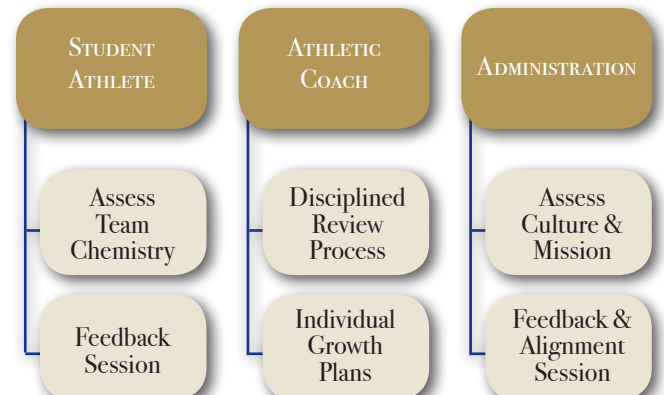 Student
Athlete
Assess
Team
Chemistry
Feedback
Session
Athletic
Coach
Disciplined
Review
Process
Individual
Growth
Plans
Administration
Assess
Culture &
Mission
Feedback &
Alignment
Session